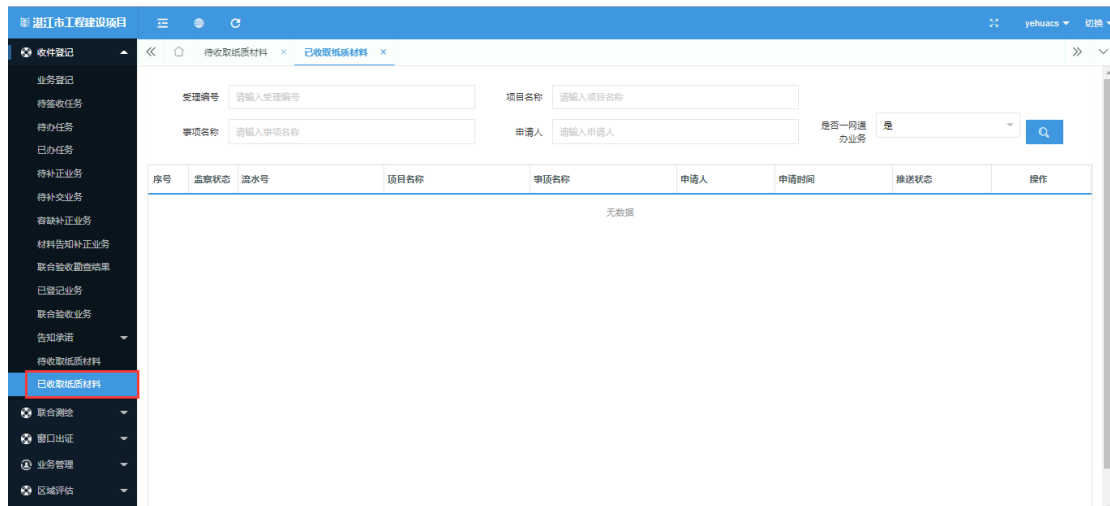 湛江市工程建设项目
yehuacs 切换
收件登记
待收取纸质材料 × 已收取纸质材料 ×
业务登记
待签收任务
待办任务
已办任务
待补正业务
待补交业务
容缺补正业务
材料告知补正业务
联合验收勘查结果
已登记业务
联合验收业务
告知承诺
待收取纸质材料
已收取纸质材料
联合测绘
窗口出证
业务管理
区域评估
受理编号 请输入受理编号 项目名称 请输入项目名称
事项名称 请输入事项名称 申请人 请输入申请人 是否一网通 是
办业务
序号 监察状态 流水号 项目名称 事项名称 申请人 申请时间 推送状态 操作
无数据